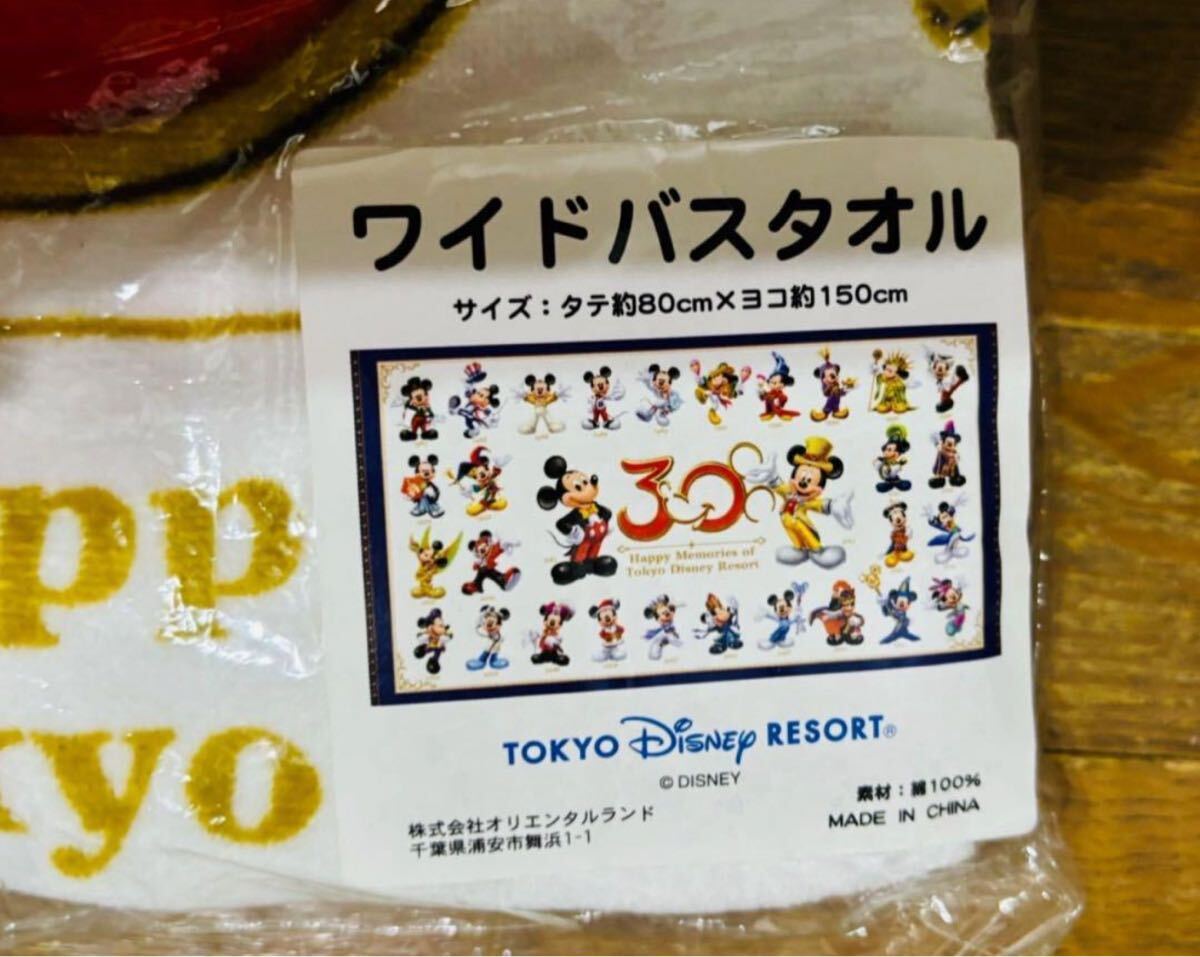 ワイドバスタオル
サイズ：タテ約80cm×ヨコ約150cm
30
Happy Memories of
Tokyo Disney Resort
TOKYO Disney RESORT®
© DISNEY
素材：綿100%
MADE IN CHINA
株式会社オリエンタルランド
千葉県浦安市舞浜1-1
pp
yo